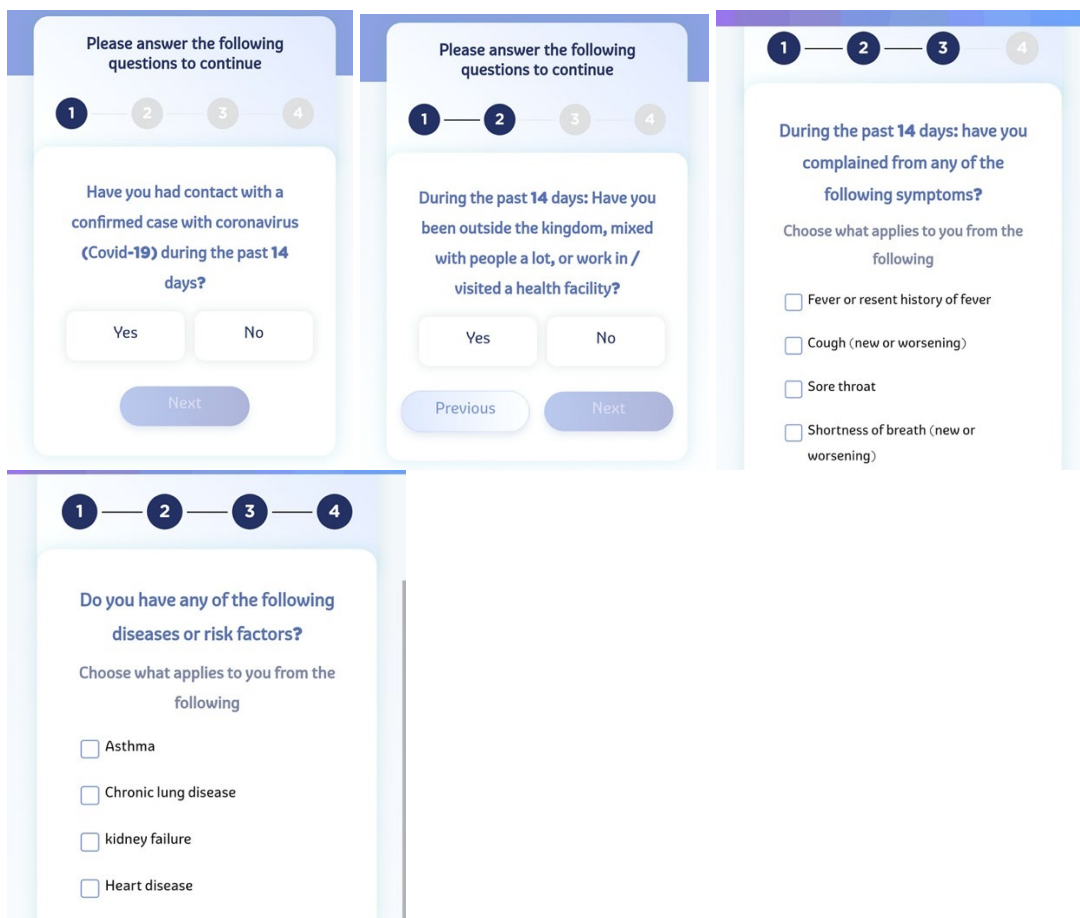 Please answer the following
questions to continue
1 2 3 4
Have you had contact with a
confirmed case with coronavirus
(Covid-19) during the past 14
days?
Yes No
Next
Please answer the following
questions to continue
1 2 3 4
During the past 14 days: Have you
been outside the kingdom, mixed
with people a lot, or work in /
visited a health facility?
Yes No
Previous Next
1 2 3 4
During the past 14 days: have you
complained from any of the
following symptoms?
Choose what applies to you from the
following
Fever or resent history of fever
Cough (new or worsening)
Sore throat
Shortness of breath (new or
worsening)
1 2 3 4
Do you have any of the following
diseases or risk factors?
Choose what applies to you from the
following
Asthma
Chronic lung disease
kidney failure
Heart disease